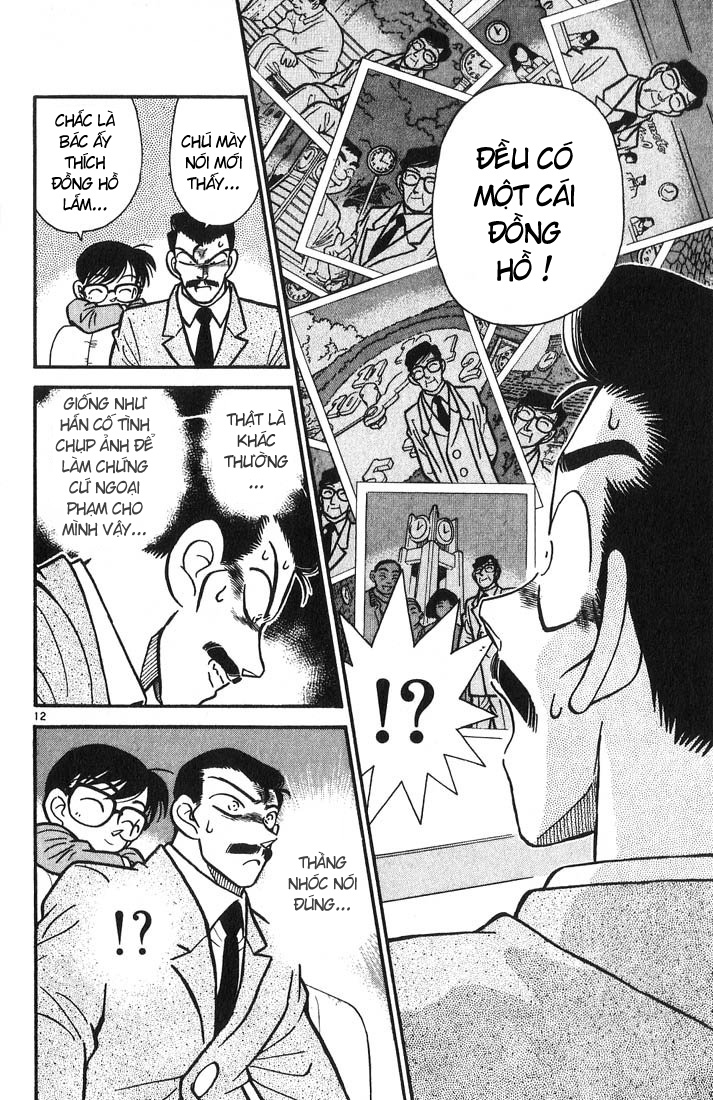 ĐỀU CÓ
MỘT CÁI
ĐỒNG
HỒ !
!?
CHÚ MÀY
NÓI MỚI
THẤY...
CHẮC LÀ
BÁC ẤY
THÍCH
ĐỒNG HỒ
LẮM...
THẬT LÀ
KHÁC
THƯỜNG
...
GIỐNG NHƯ
HẮN CỐ TÌNH
CHỤP ẢNH ĐỂ
LÀM CHỨNG
CỨ NGOẠI
PHẠM CHO
MÌNH VẬY...
12
THẰNG
NHÓC NÓI
ĐÚNG...
!?